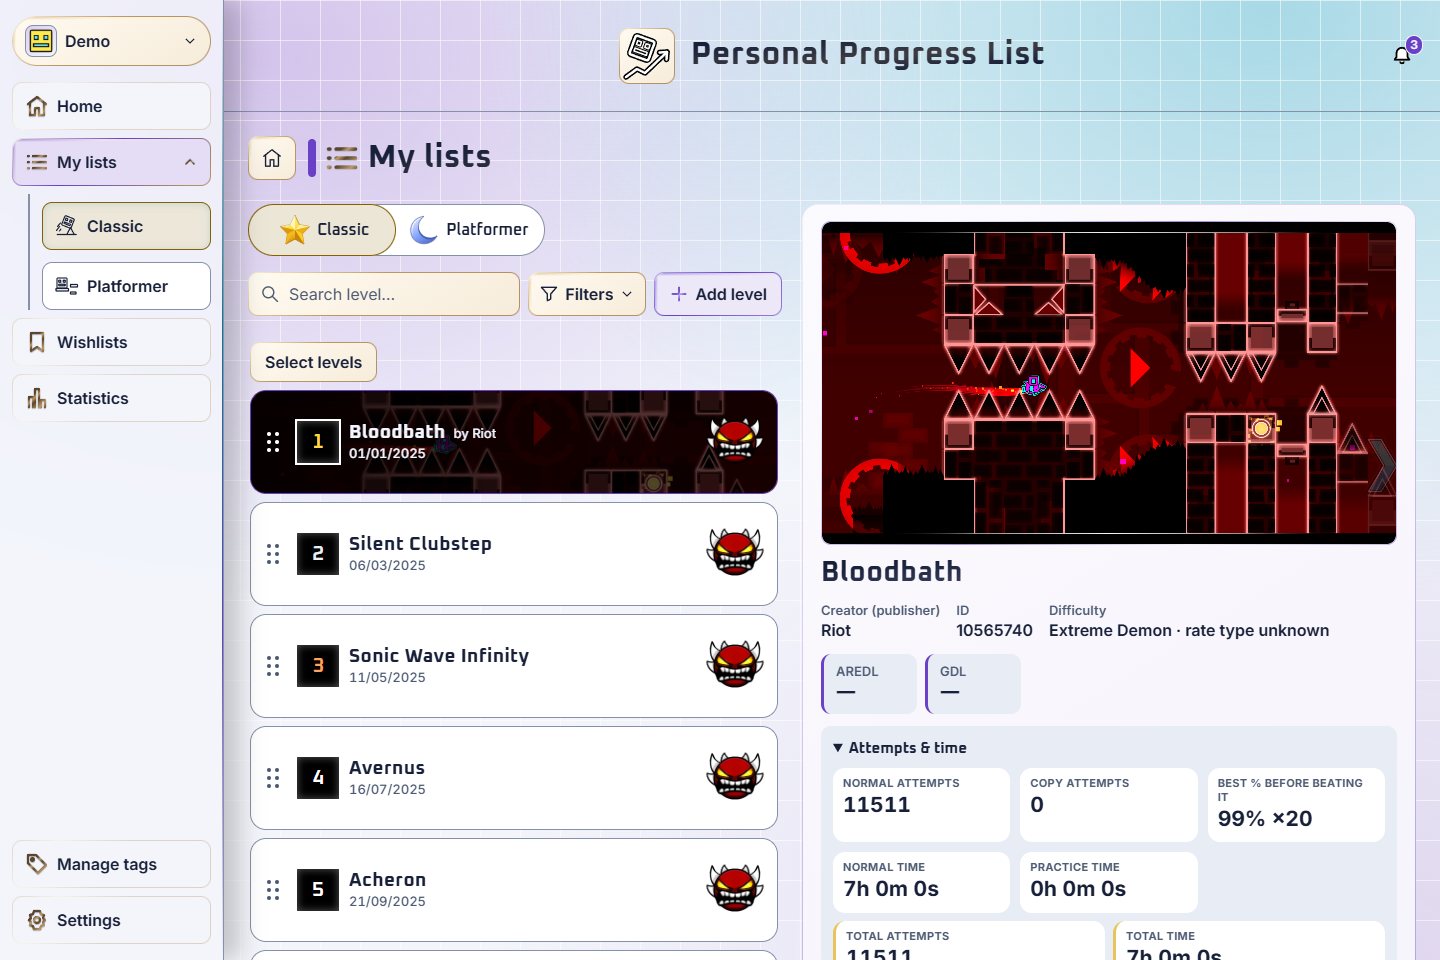 Demo
Home
My lists
Classic
Platformer
Wishlists
Statistics
Manage tags
Settings
Personal Progress List
3
My lists
Classic
Platformer
Search level...
Filters
Add level
Select levels
1
Bloodbath by Riot
01/01/2025
2
Silent Clubstep
06/03/2025
3
Sonic Wave Infinity
11/05/2025
4
Avernus
16/07/2025
5
Acheron
21/09/2025
Bloodbath
Creator (publisher)
Riot
ID
10565740
Difficulty
Extreme Demon · rate type unknown
AREDL
—
GDL
—
▼ Attempts & time
NORMAL ATTEMPTS
11511
COPY ATTEMPTS
0
BEST % BEFORE BEATING
IT
99% ×20
NORMAL TIME
7h 0m 0s
PRACTICE TIME
0h 0m 0s
TOTAL ATTEMPTS
11511
TOTAL TIME
7h 0m 0s